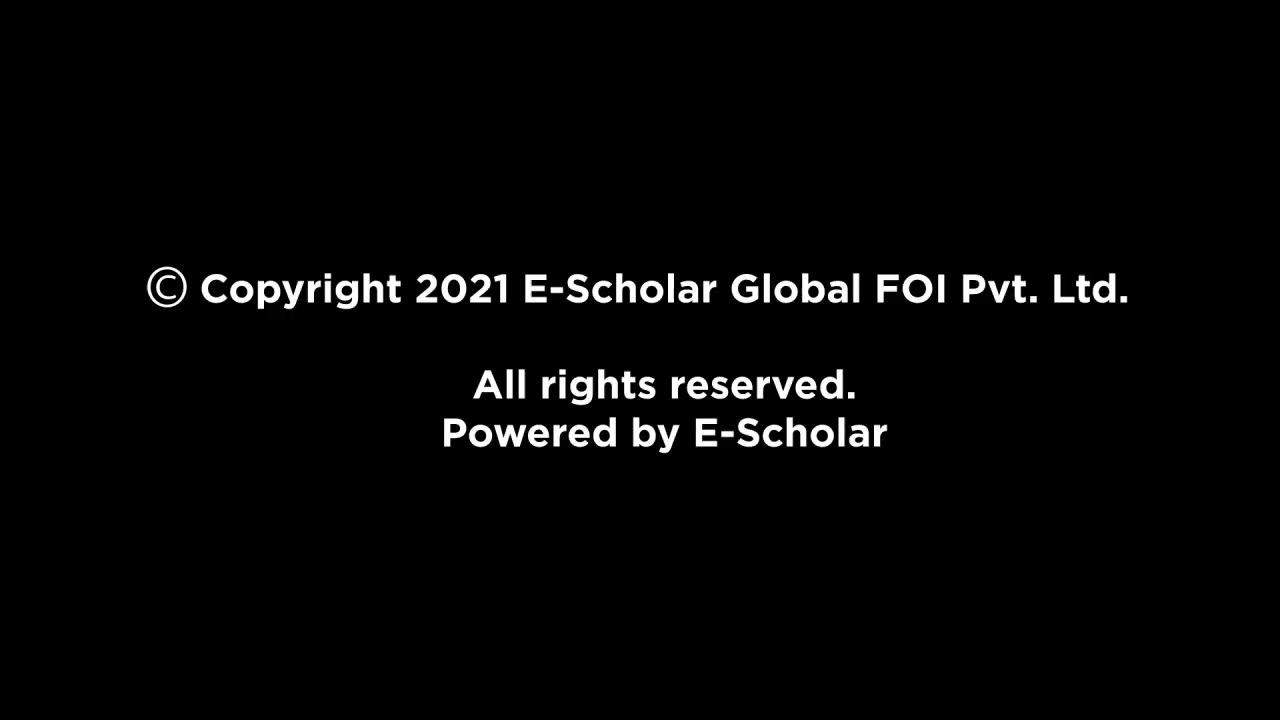 © Copyright 2021 E-Scholar Global FOI Pvt. Ltd.
All rights reserved.
Powered by E-Scholar